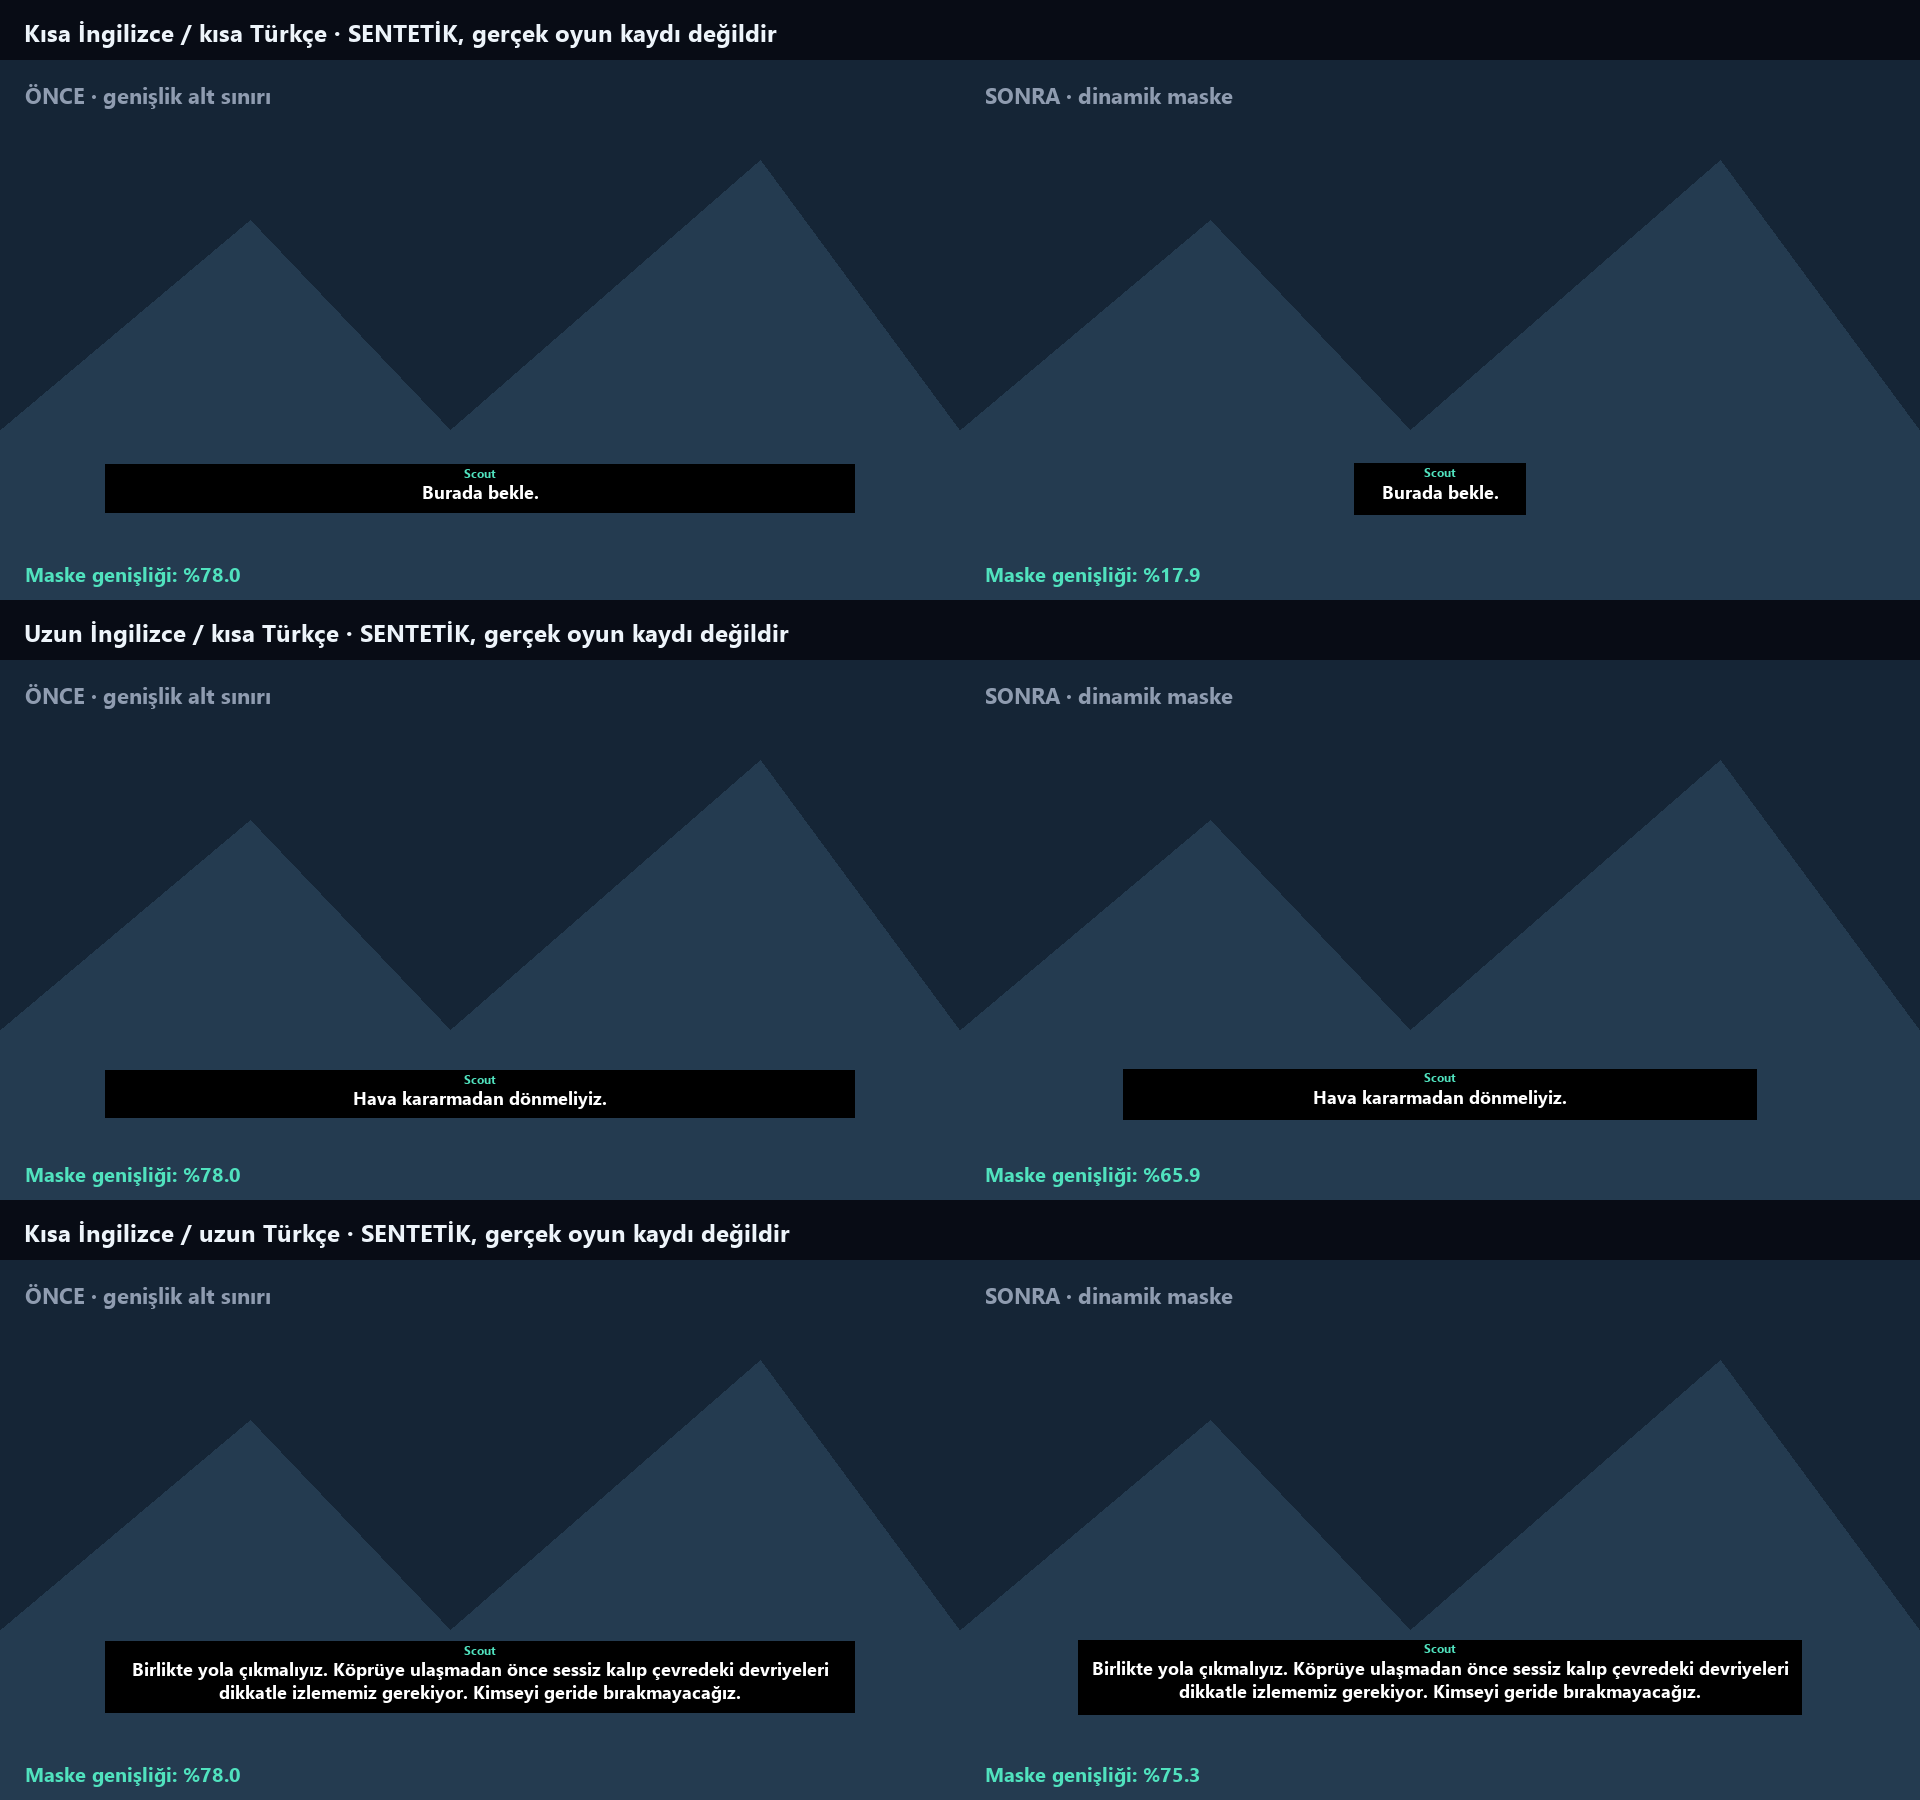 Kısa İngilizce / kısa Türkçe · SENTETİK, gerçek oyun kaydı değildir
ÖNCE · genişlik alt sınırı
SONRA · dinamik maske
Scout
Burada bekle.
Scout
Burada bekle.
Maske genişliği: %78.0
Maske genişliği: %17.9
Uzun İngilizce / kısa Türkçe · SENTETİK, gerçek oyun kaydı değildir
ÖNCE · genişlik alt sınırı
SONRA · dinamik maske
Scout
Hava kararmadan dönmeliyiz.
Scout
Hava kararmadan dönmeliyiz.
Maske genişliği: %78.0
Maske genişliği: %65.9
Kısa İngilizce / uzun Türkçe · SENTETİK, gerçek oyun kaydı değildir
ÖNCE · genişlik alt sınırı
SONRA · dinamik maske
Scout
Birlikte yola çıkmalıyız. Köprüye ulaşmadan önce sessiz kalıp çevredeki devriyeleri
dikkatle izlememiz gerekiyor. Kimseyi geride bırakmayacağız.
Scout
Birlikte yola çıkmalıyız. Köprüye ulaşmadan önce sessiz kalıp çevredeki devriyeleri
dikkatle izlememiz gerekiyor. Kimseyi geride bırakmayacağız.
Maske genişliği: %78.0
Maske genişliği: %75.3